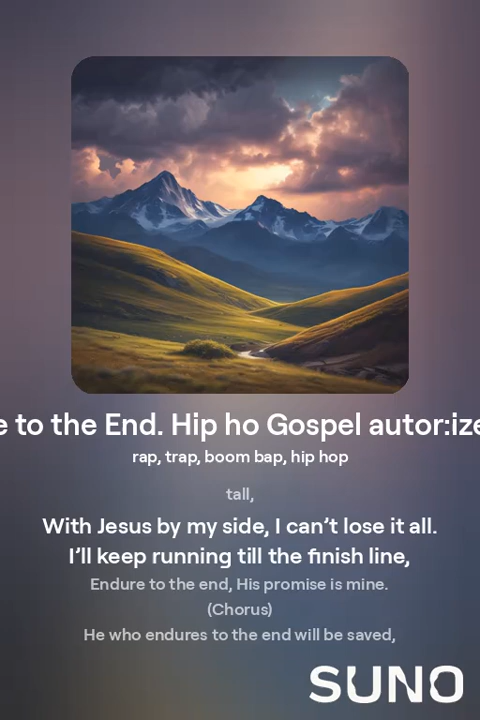 e to the End. Hip ho Gospel autor:ize
rap, trap, boom bap, hip hop
tall,
With Jesus by my side, I can't lose it all.
I'll keep running till the finish line,
Endure to the end, His promise is mine.
(Chorus)
He who endures to the end will be saved,
SUNO